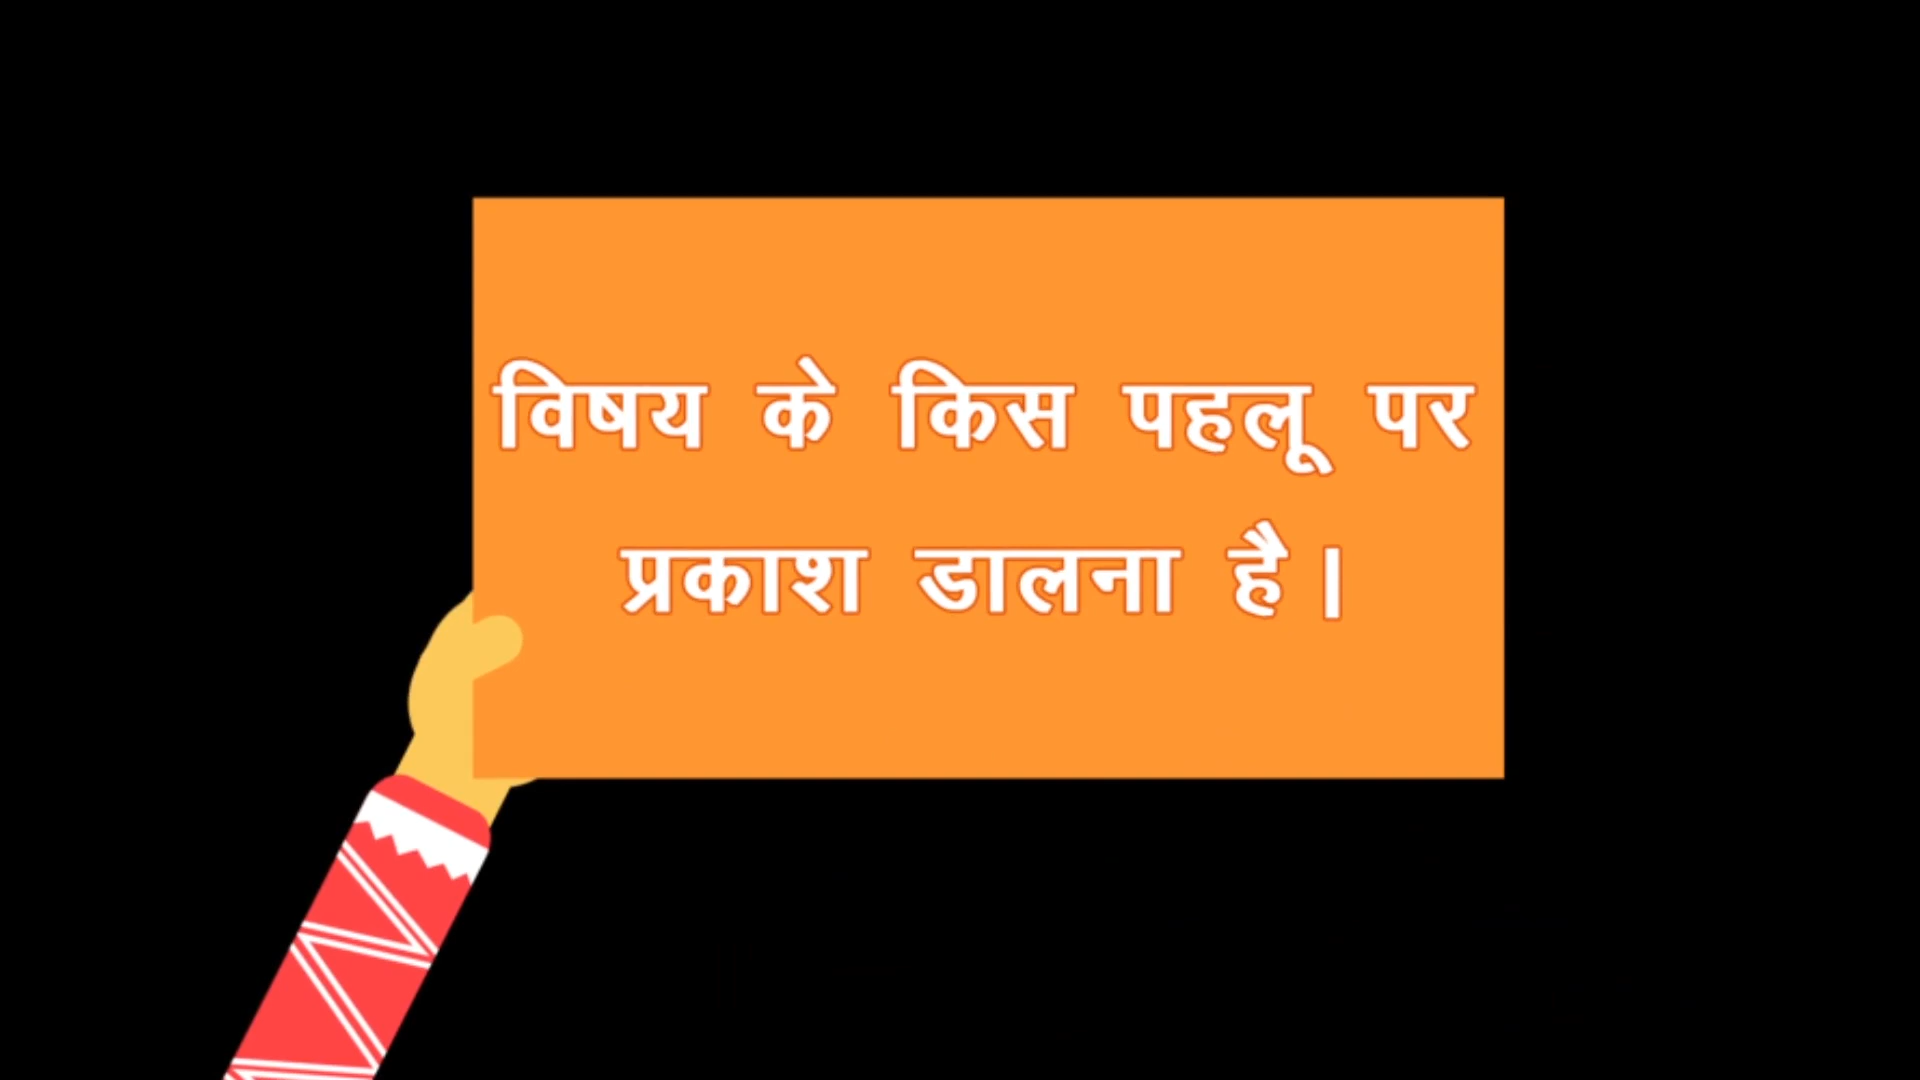 विषय के किस पहलू पर
प्रकाश डालना है।